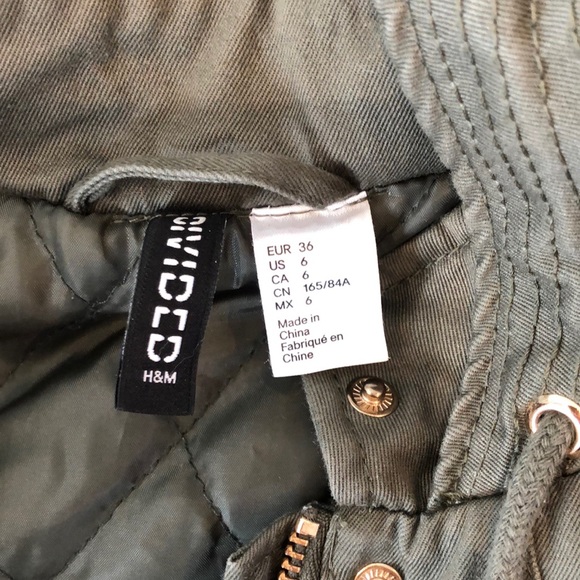 DIVIDED
H&M
EUR 36
US 6
CA 6
CN 165/84A
MX 6
Made in
China
Fabriqué en
Chine